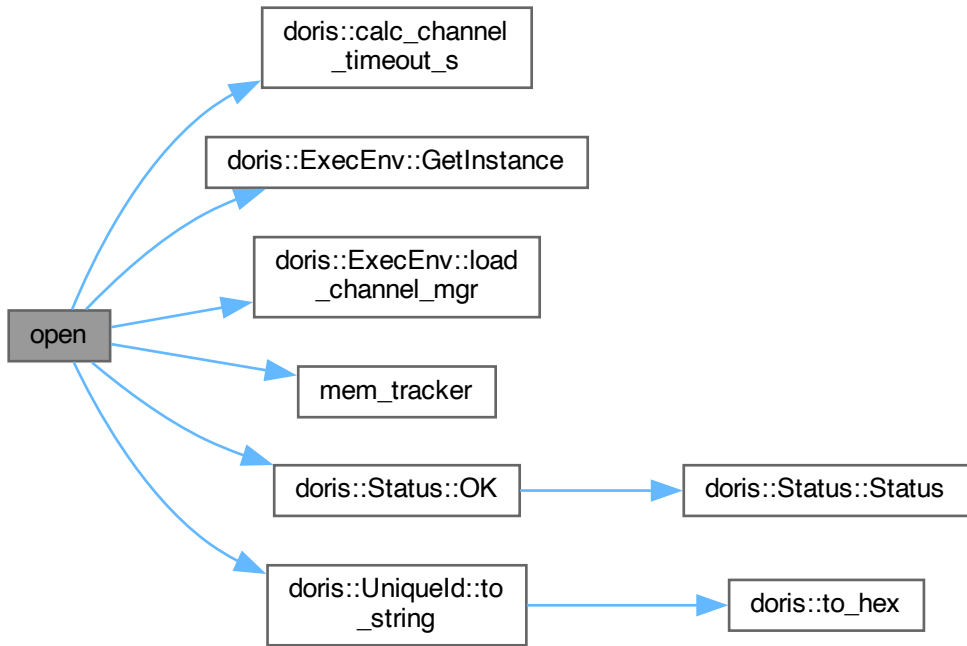 doris::calc_channel
_timeout_s
doris::ExecEnv::GetInstance
doris::ExecEnv::load
_channel_mgr
open
mem_tracker
doris::Status::OK
doris::Status::Status
doris::UniqueId::to
_string
doris::to_hex